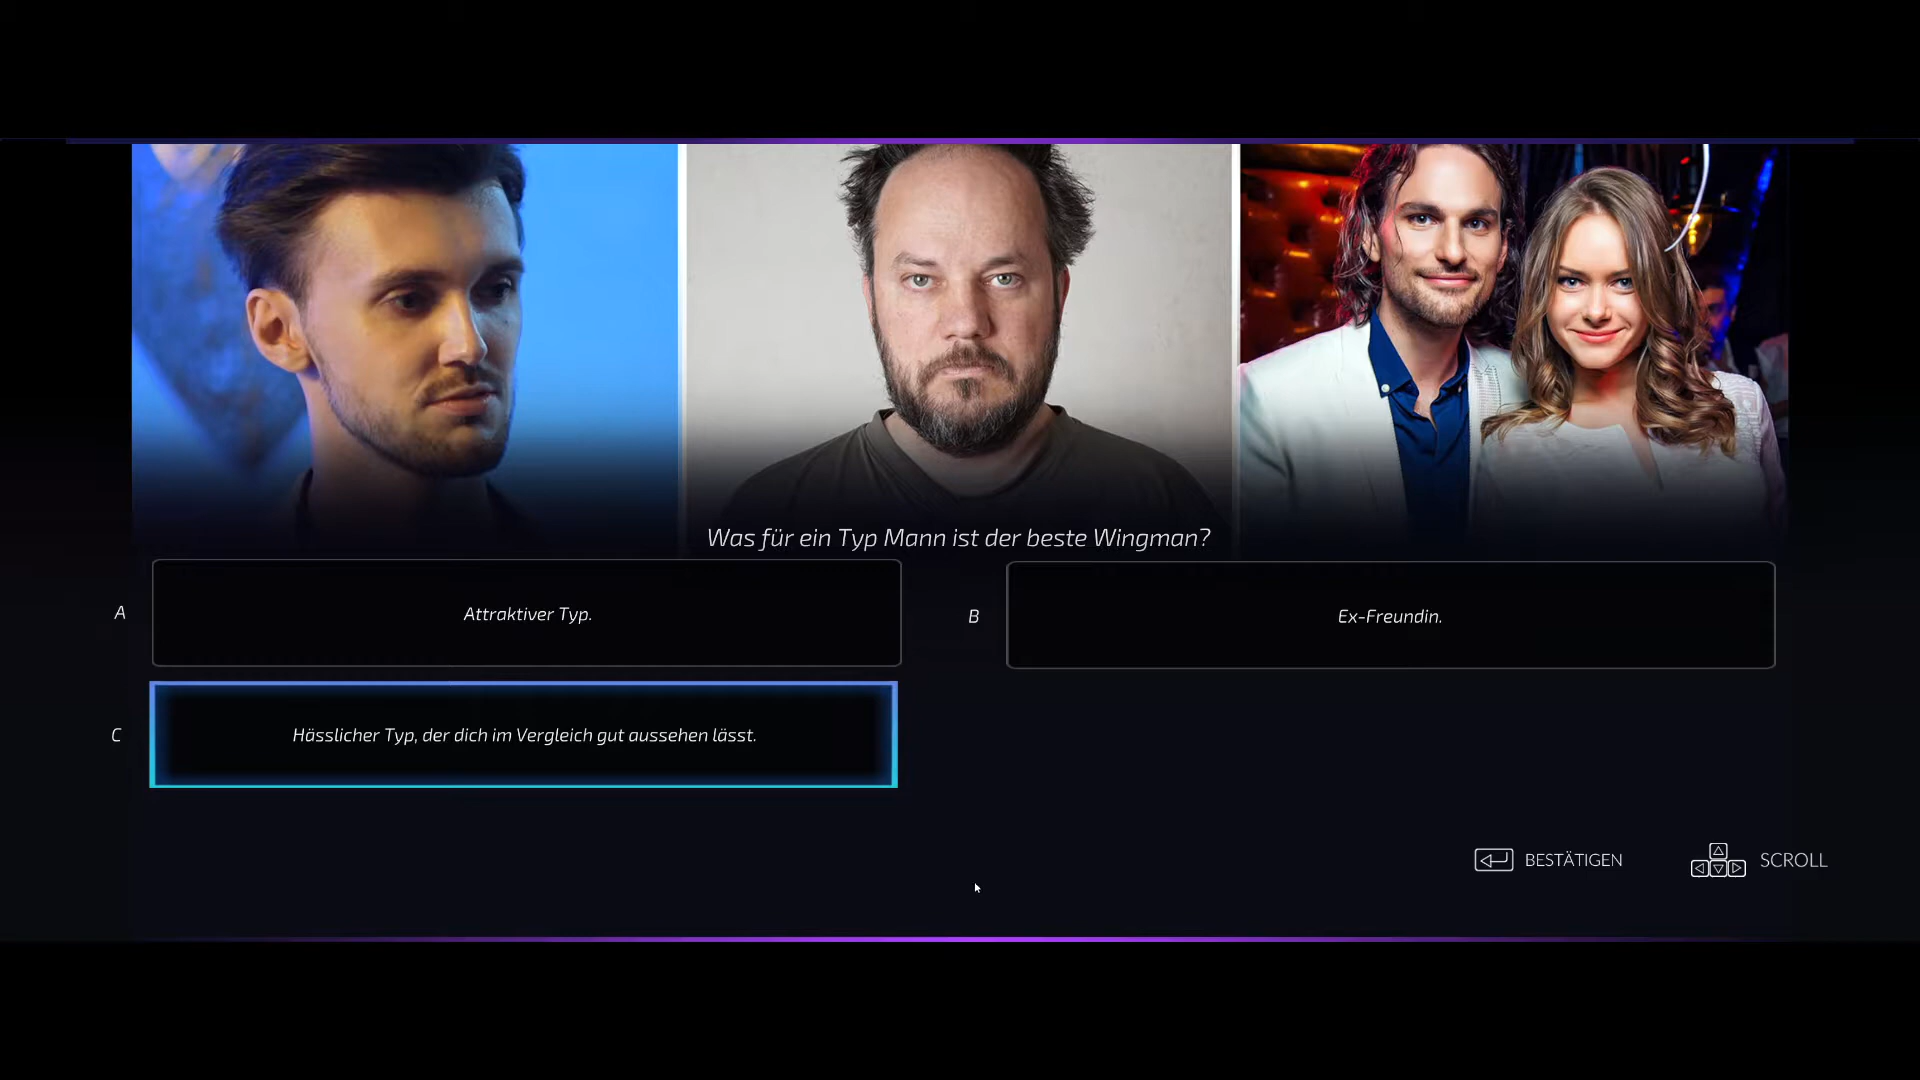 Was für ein Typ Mann ist der beste Wingman?
A
Attraktiver Typ.
B
Ex-Freundin.
C
Hässlicher Typ, der dich im Vergleich gut aussehen lässt.
BESTÄTIGEN
SCROLL